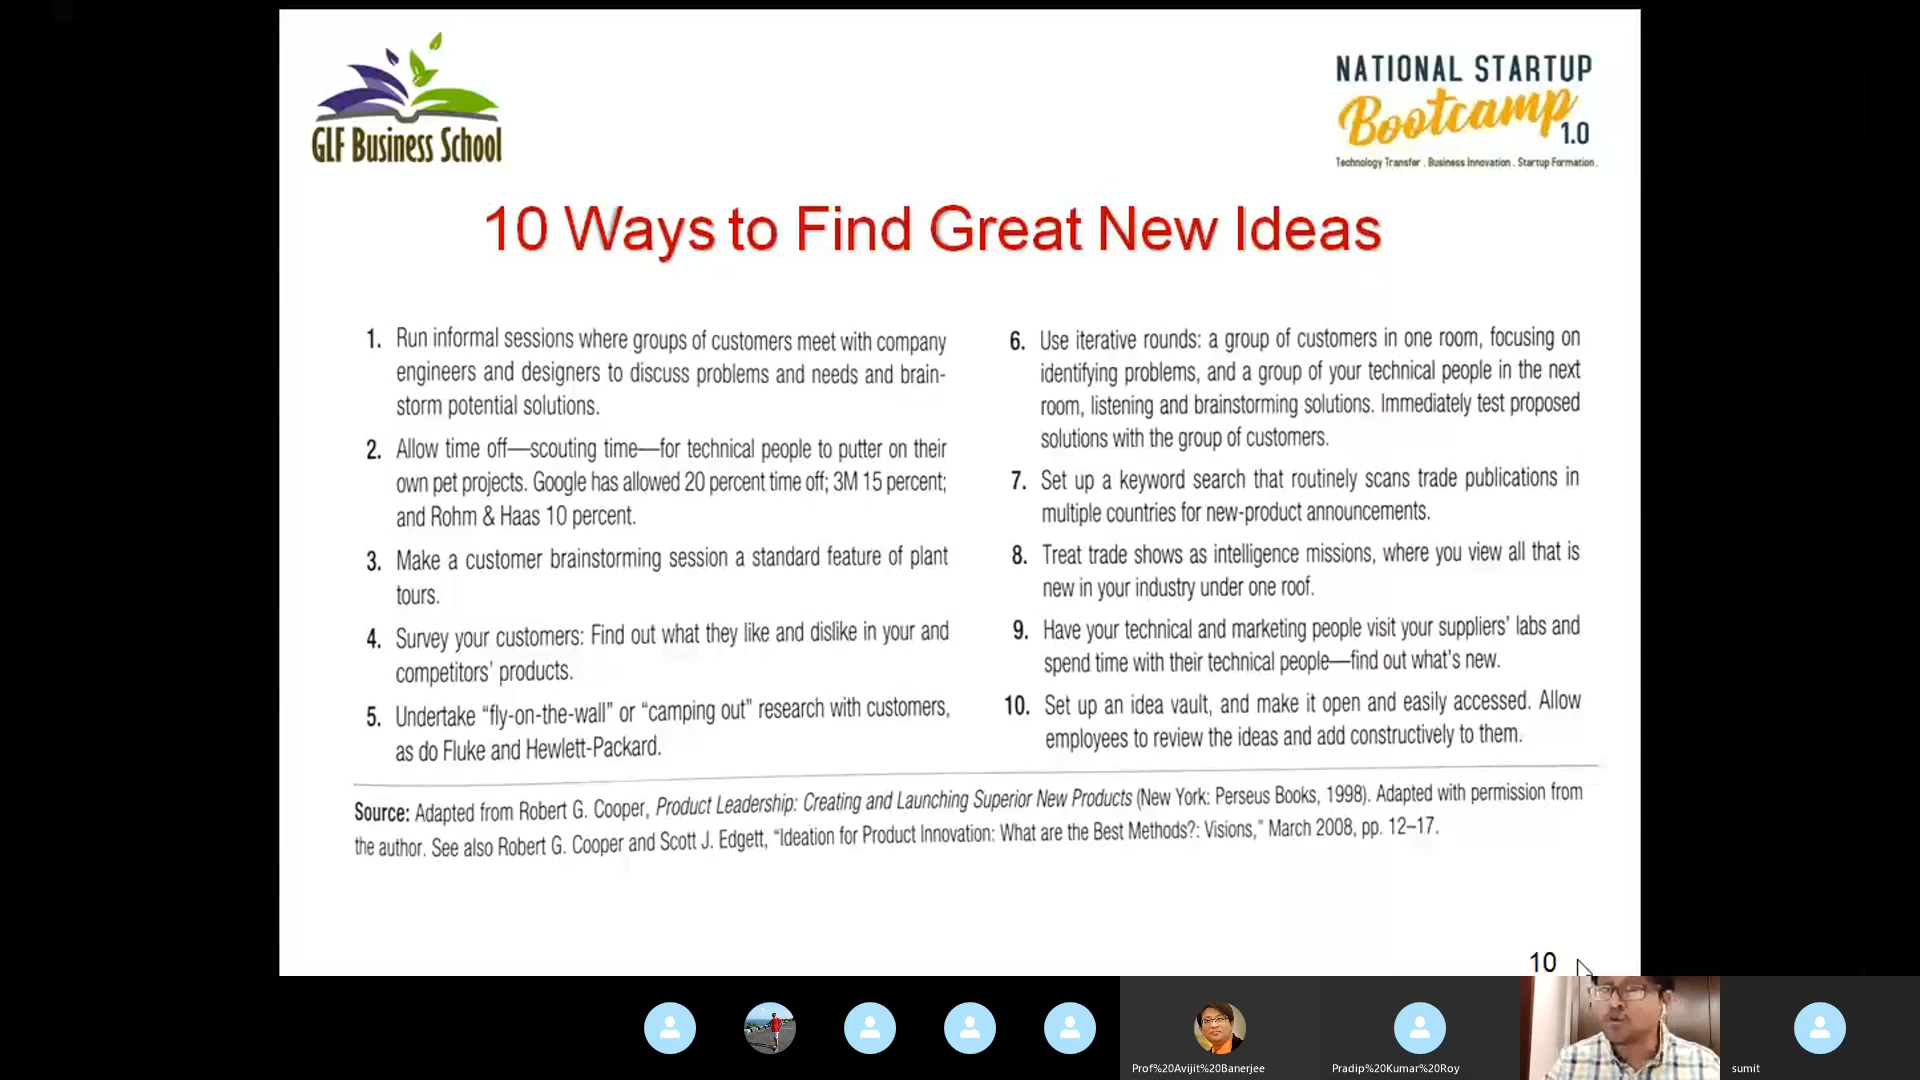 GLF Business School
NATIONAL STARTUP
Bootcamp
1.0
Technology Transfer . Business Innovation . Startup Formation.
10 Ways to Find Great New Ideas
1. Run informal sessions where groups of customers meet with company
engineers and designers to discuss problems and needs and brain-
storm potential solutions.
2. Allow time off—scouting time—for technical people to putter on their
own pet projects. Google has allowed 20 percent time off; 3M 15 percent;
and Rohm & Haas 10 percent.
3. Make a customer brainstorming session a standard feature of plant
tours.
4. Survey your customers: Find out what they like and dislike in your and
competitors' products.
5. Undertake “fly-on-the-wall” or “camping out” research with customers,
as do Fluke and Hewlett-Packard.
6. Use iterative rounds: a group of customers in one room, focusing on
identifying problems, and a group of your technical people in the next
room, listening and brainstorming solutions. Immediately test proposed
solutions with the group of customers.
7. Set up a keyword search that routinely scans trade publications in
multiple countries for new-product announcements.
8. Treat trade shows as intelligence missions, where you view all that is
new in your industry under one roof.
9. Have your technical and marketing people visit your suppliers' labs and
spend time with their technical people—find out what's new.
10. Set up an idea vault, and make it open and easily accessed. Allow
employees to review the ideas and add constructively to them.
Source: Adapted from Robert G. Cooper, Product Leadership: Creating and Launching Superior New Products (New York: Perseus Books, 1998). Adapted with permission from
the author. See also Robert G. Cooper and Scott J. Edgett, “Ideation for Product Innovation: What are the Best Methods?: Visions,” March 2008, pp. 12–17.
10
Prof%20Avijit%20Banerjee
Pradip%20Kumar%20Roy
sumit